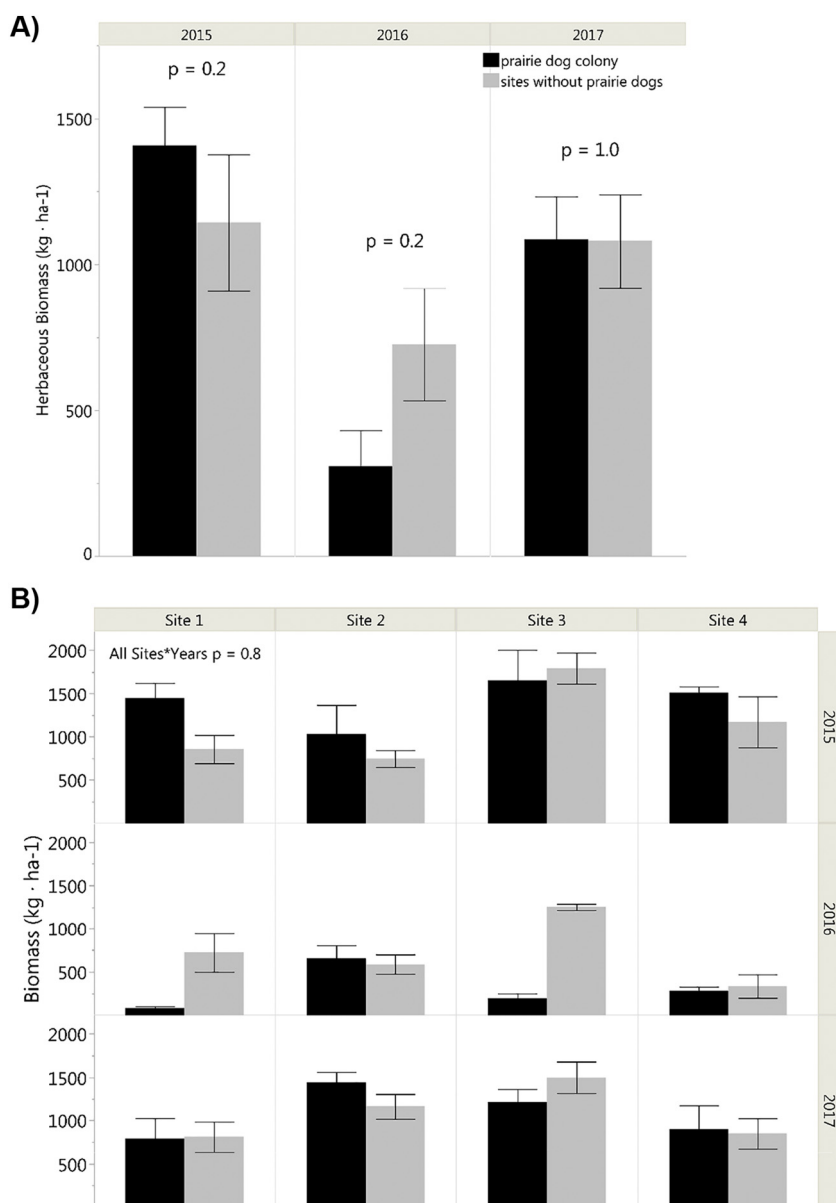 A)
2015 2016 2017
prairie dog colony
sites without prairie dogs
p = 0.2
p = 0.2
p = 1.0
Herbaceous Biomass (kg · ha-1)
1500
1000
500
0
B)
Site 1 Site 2 Site 3 Site 4
All Sites*Years p = 0.8
Biomass (kg · ha-1)
2000
1500
1000
500
2015
2000
1500
1000
500
2016
2000
1500
1000
500
2017